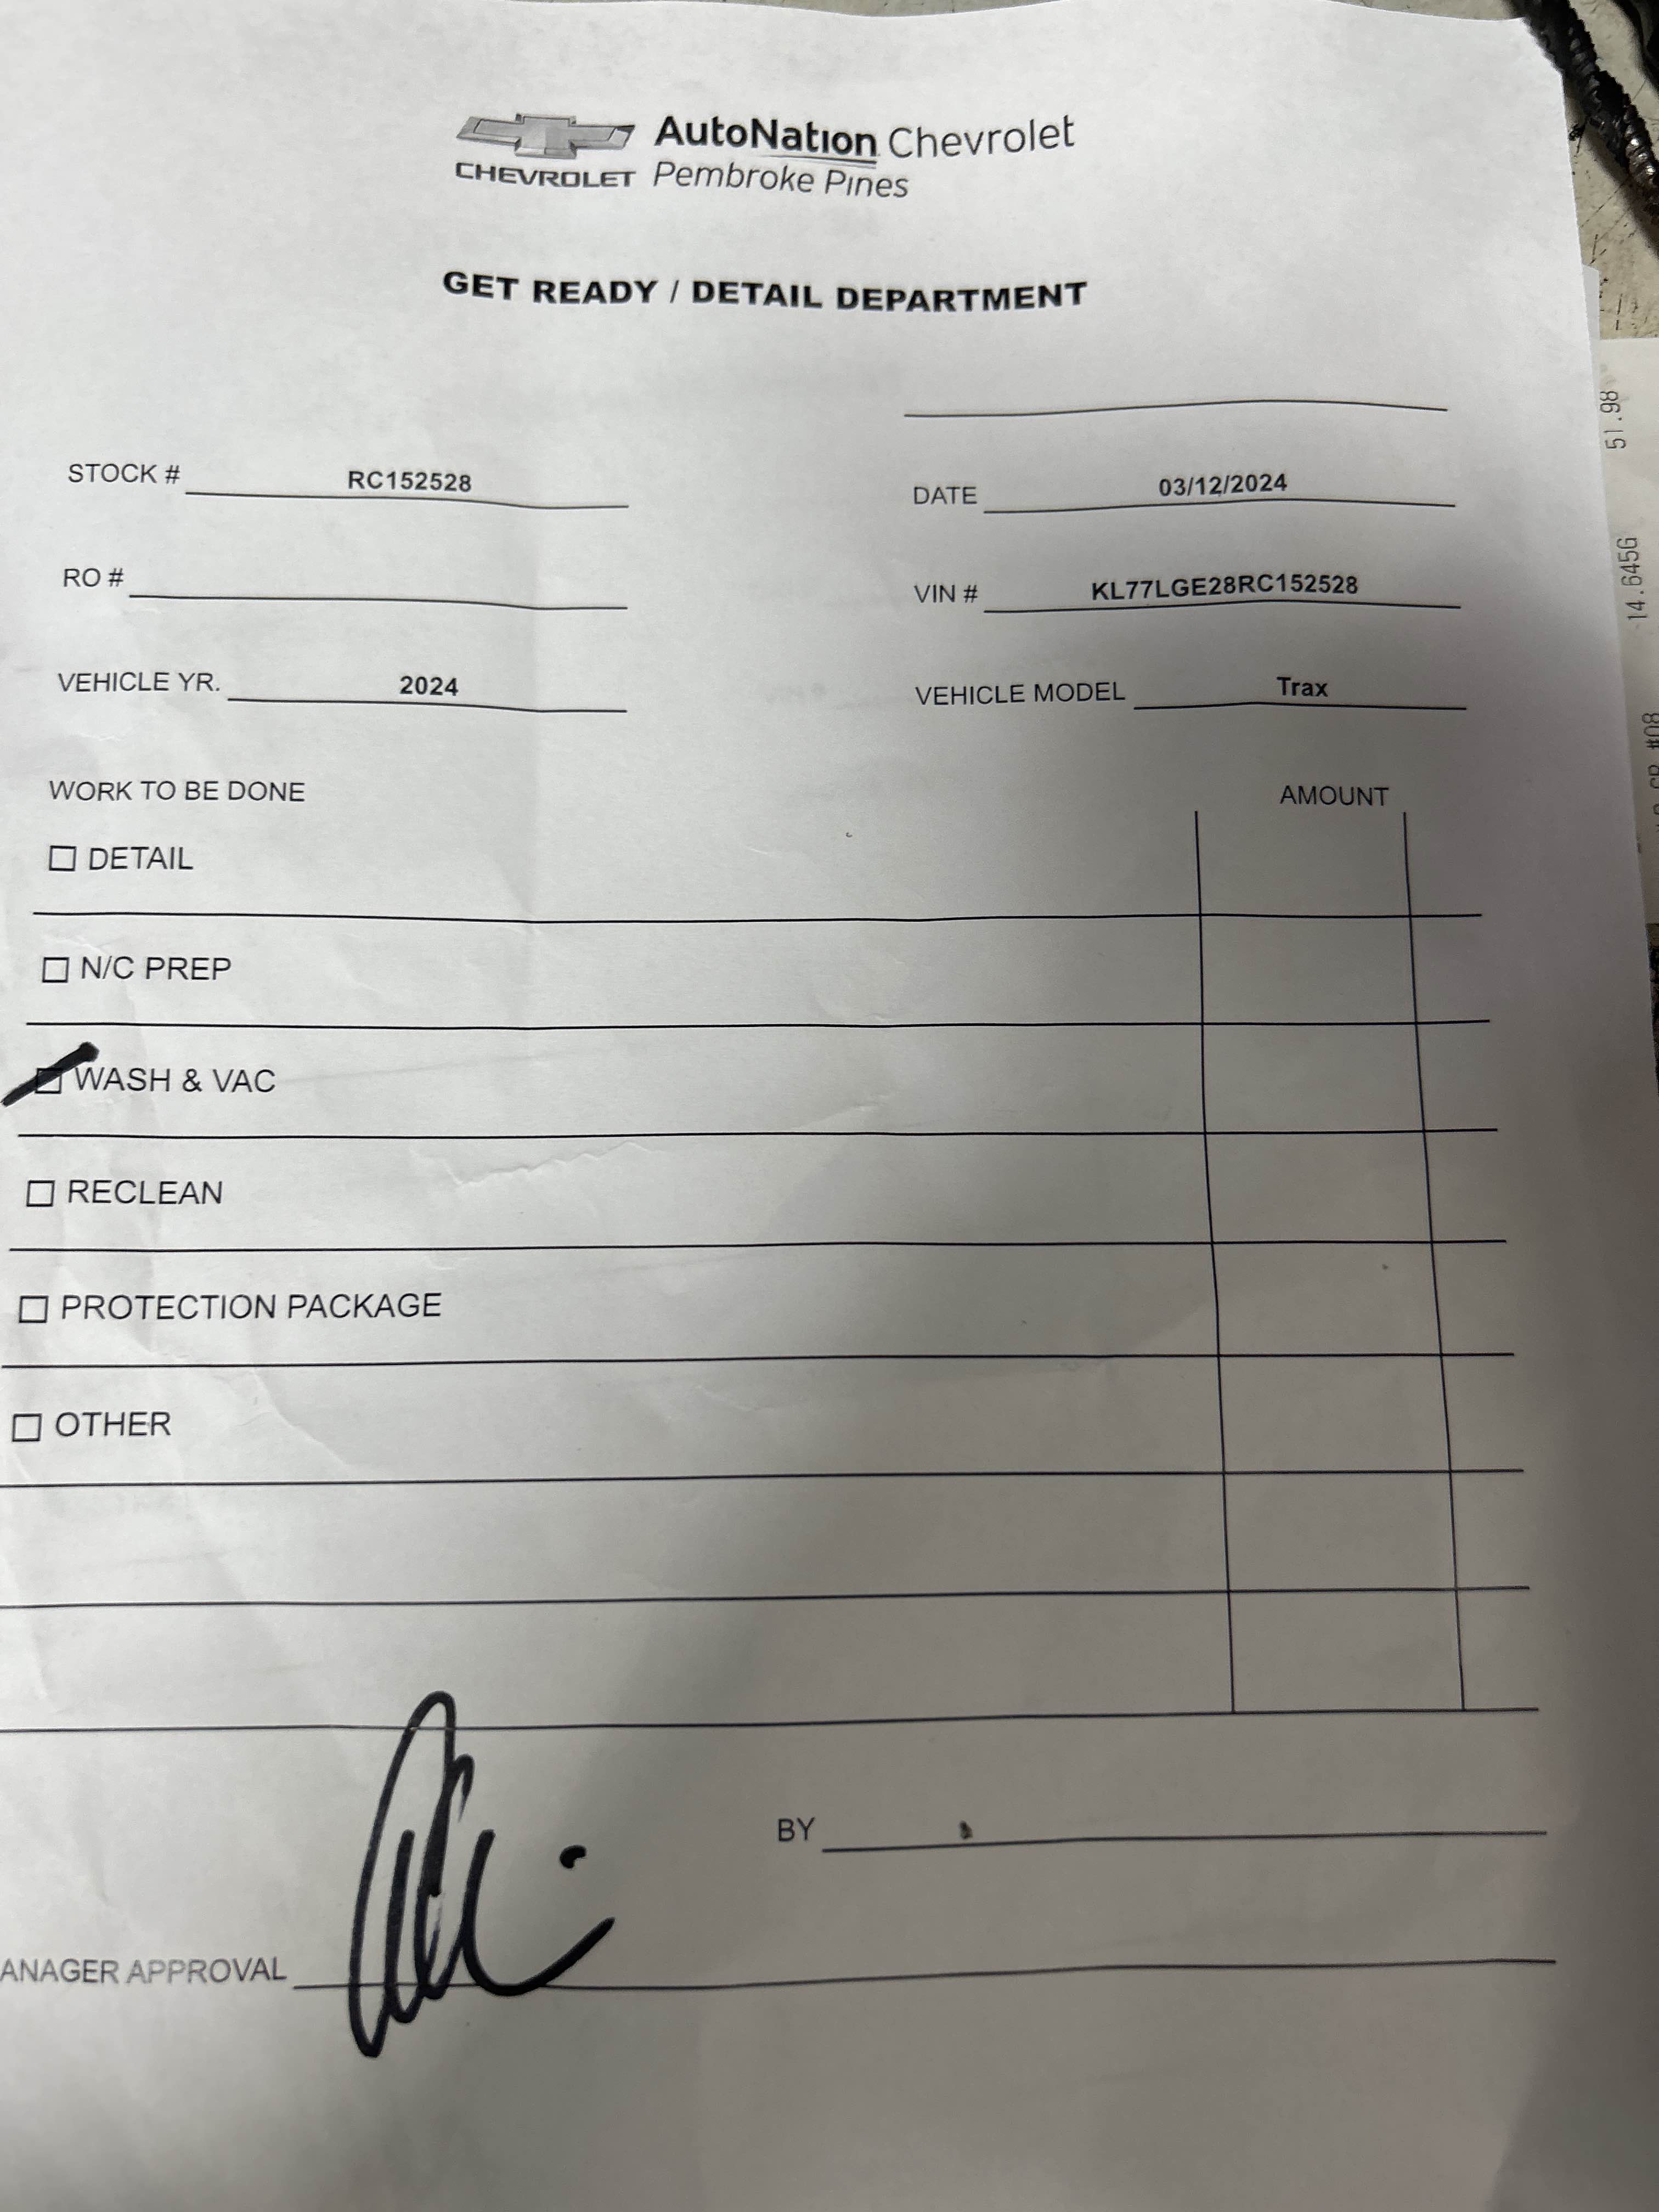 AutoNation Chevrolet
CHEVROLET Pembroke Pines
GET READY / DETAIL DEPARTMENT
STOCK # RC152528
DATE 03/12/2024
RO #
VIN # KL77LGE28RC152528
VEHICLE YR. 2024
VEHICLE MODEL Trax
WORK TO BE DONE
AMOUNT
☐ DETAIL
☐ N/C PREP
☑ WASH & VAC
☐ RECLEAN
☐ PROTECTION PACKAGE
☐ OTHER
BY
ANAGER APPROVAL
51.98
14.645G
#08